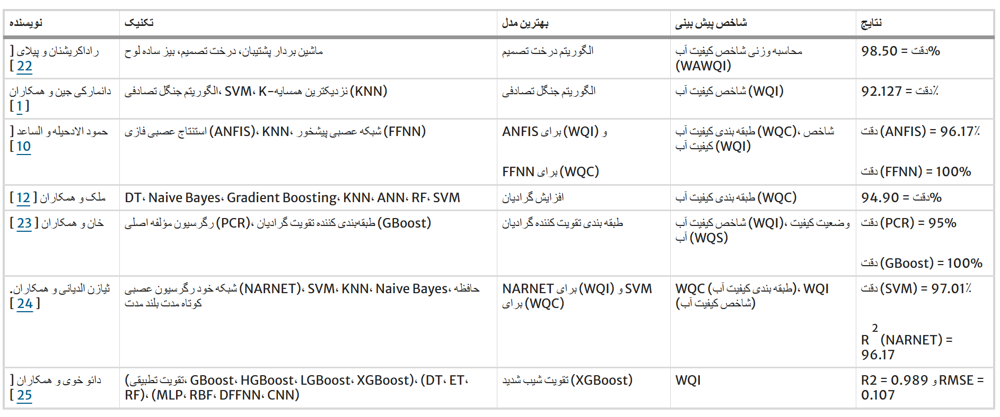 نویسنده
تکنیک
بهترین مدل
شاخص پیش بینی
نتایج
راداکریشنان و پیلای [
22 ]
ماشین بردار پشتیبان، درخت تصمیم، بیز ساده لوح
الگوریتم درخت تصمیم
محاسبه وزنی شاخص کیفیت آب
(WAWQI)
دقت = 98.50%
دانمارکی جین و همکاران
[ 1 ]
الگوریتم جنگل تصادفی، SVM، K-نزدیکترین همسایه (KNN)
الگوریتم جنگل تصادفی
شاخص کیفیت آب (WQI)
دقت = 92.127٪
حمود الادحیله و الساعد [
10 ]
استنتاج عصبی فازی (ANFIS)، KNN، شبکه عصبی پیشخور (FFNN)
ANFIS برای (WQI) و
FFNN برای (WQC)
طبقه بندی کیفیت آب (WQC)، شاخص
کیفیت آب (WQI)
دقت (ANFIS) = 96.17٪
دقت (FFNN) = 100%
ملک و همکاران [ 12 ]
DT، Naive Bayes، Gradient Boosting، KNN، ANN، RF، SVM
افزایش گرادیان
طبقه بندی کیفیت آب (WQC)
دقت = 94.90%
خان و همکاران [ 23 ]
رگرسیون مؤلفه اصلی (PCR)، طبقه‌بندی کننده تقویت گرادیان (GBoost)
طبقه بندی تقویت کننده گرادیان
شاخص کیفیت آب (WQI)، وضعیت کیفیت
آب (WQS)
دقت (PCR) = 95%
دقت (GBoost) = 100%
ثیازن الدیانی و همکاران.
[ 24 ]
شبکه خود رگرسیون عصبی (NARNET)، SVM، KNN، Naive Bayes، حافظه
کوتاه مدت بلند مدت
NARNET برای (WQI) و SVM
برای (WQC)
WQC (طبقه بندی کیفیت آب)، WQI
(شاخص کیفیت آب)
دقت (SVM) = 97.01٪
R 2 (NARNET) =
96.17
دائو خوی و همکاران [
25 ]
(تقویت تطبیقی، GBoost، HGBoost، LGBoost، XGBoost)، (DT، ET،
RF)، (MLP، RBF، DFFNN، CNN)
تقویت شیب شدید (XGBoost)
WQI
R2 = 0.989 و RMSE =
0.107